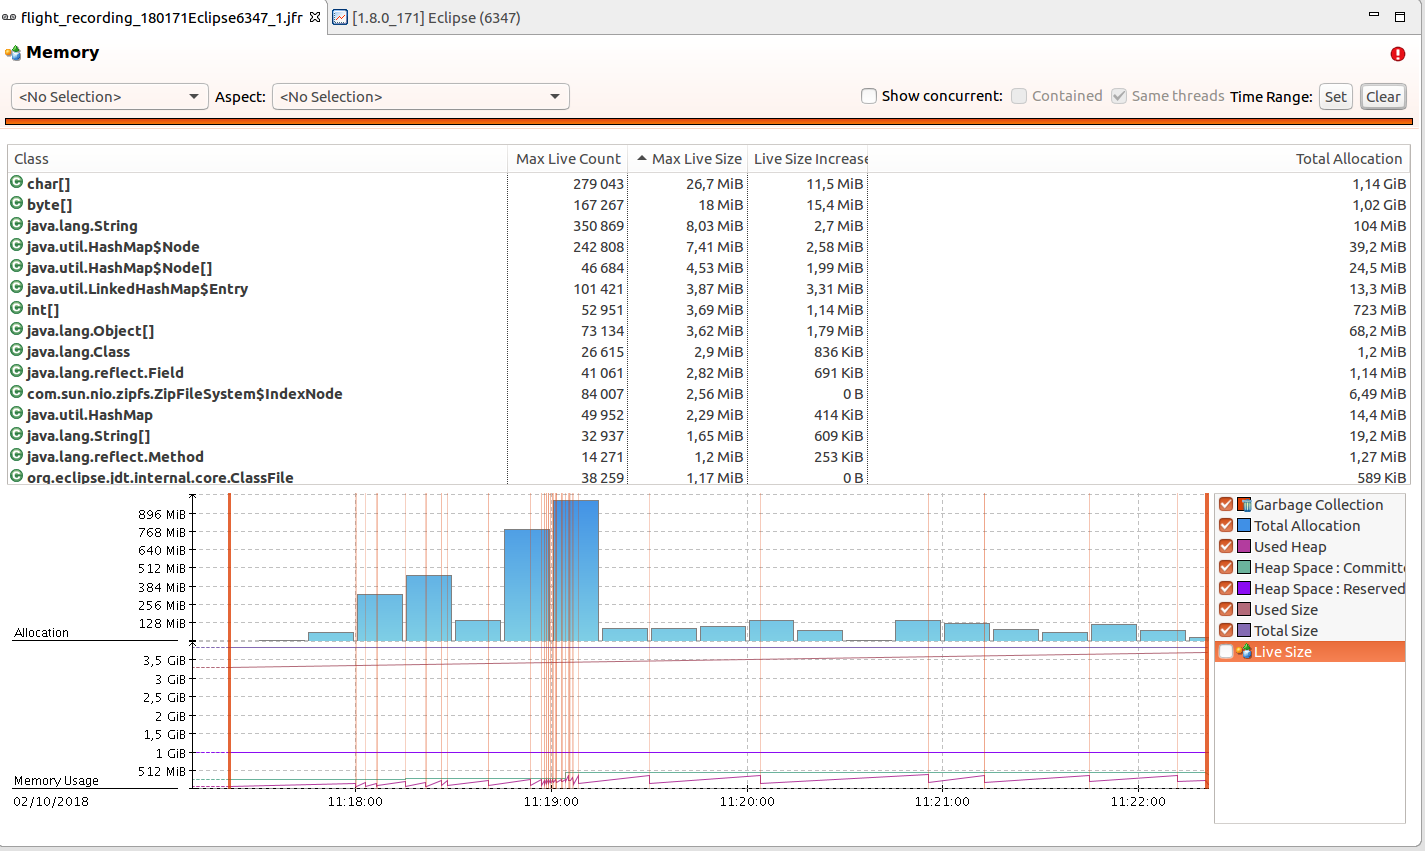 flight_recording_180171Eclipse6347_1.jfr [1.8.0_171] Eclipse (6347)
Memory
<No Selection> Aspect: <No Selection> Show concurrent: Contained Same threads Time Range: Set Clear
Class Max Live Count Max Live Size Live Size Increase Total Allocation
char[] 279 043 26,7 MiB 11,5 MiB 1,14 GiB
byte[] 167 267 18 MiB 15,4 MiB 1,02 GiB
java.lang.String 350 869 8,03 MiB 2,7 MiB 104 MiB
java.util.HashMap$Node 242 808 7,41 MiB 2,58 MiB 39,2 MiB
java.util.HashMap$Node[] 46 684 4,53 MiB 1,99 MiB 24,5 MiB
java.util.LinkedHashMap$Entry 101 421 3,87 MiB 3,31 MiB 13,3 MiB
int[] 52 951 3,69 MiB 1,14 MiB 723 MiB
java.lang.Object[] 73 134 3,62 MiB 1,79 MiB 68,2 MiB
java.lang.Class 26 615 2,9 MiB 836 KiB 1,2 MiB
java.lang.reflect.Field 41 061 2,82 MiB 691 KiB 1,14 MiB
com.sun.nio.zipfs.ZipFileSystem$IndexNode 84 007 2,56 MiB 0 B 6,49 MiB
java.util.HashMap 49 952 2,29 MiB 414 KiB 14,4 MiB
java.lang.String[] 32 937 1,65 MiB 609 KiB 19,2 MiB
java.lang.reflect.Method 14 271 1,2 MiB 253 KiB 1,27 MiB
org.eclipse.jdt.internal.core.ClassFile 38 259 1,17 MiB 0 B 589 KiB
896 MiB
768 MiB
640 MiB
512 MiB
384 MiB
256 MiB
128 MiB
Allocation
3,5 GiB
3 GiB
2,5 GiB
2 GiB
1,5 GiB
1 GiB
512 MiB
Memory Usage
02/10/2018 11:18:00 11:19:00 11:20:00 11:21:00 11:22:00
Garbage Collection
Total Allocation
Used Heap
Heap Space : Committe
Heap Space : Reserved
Used Size
Total Size
Live Size